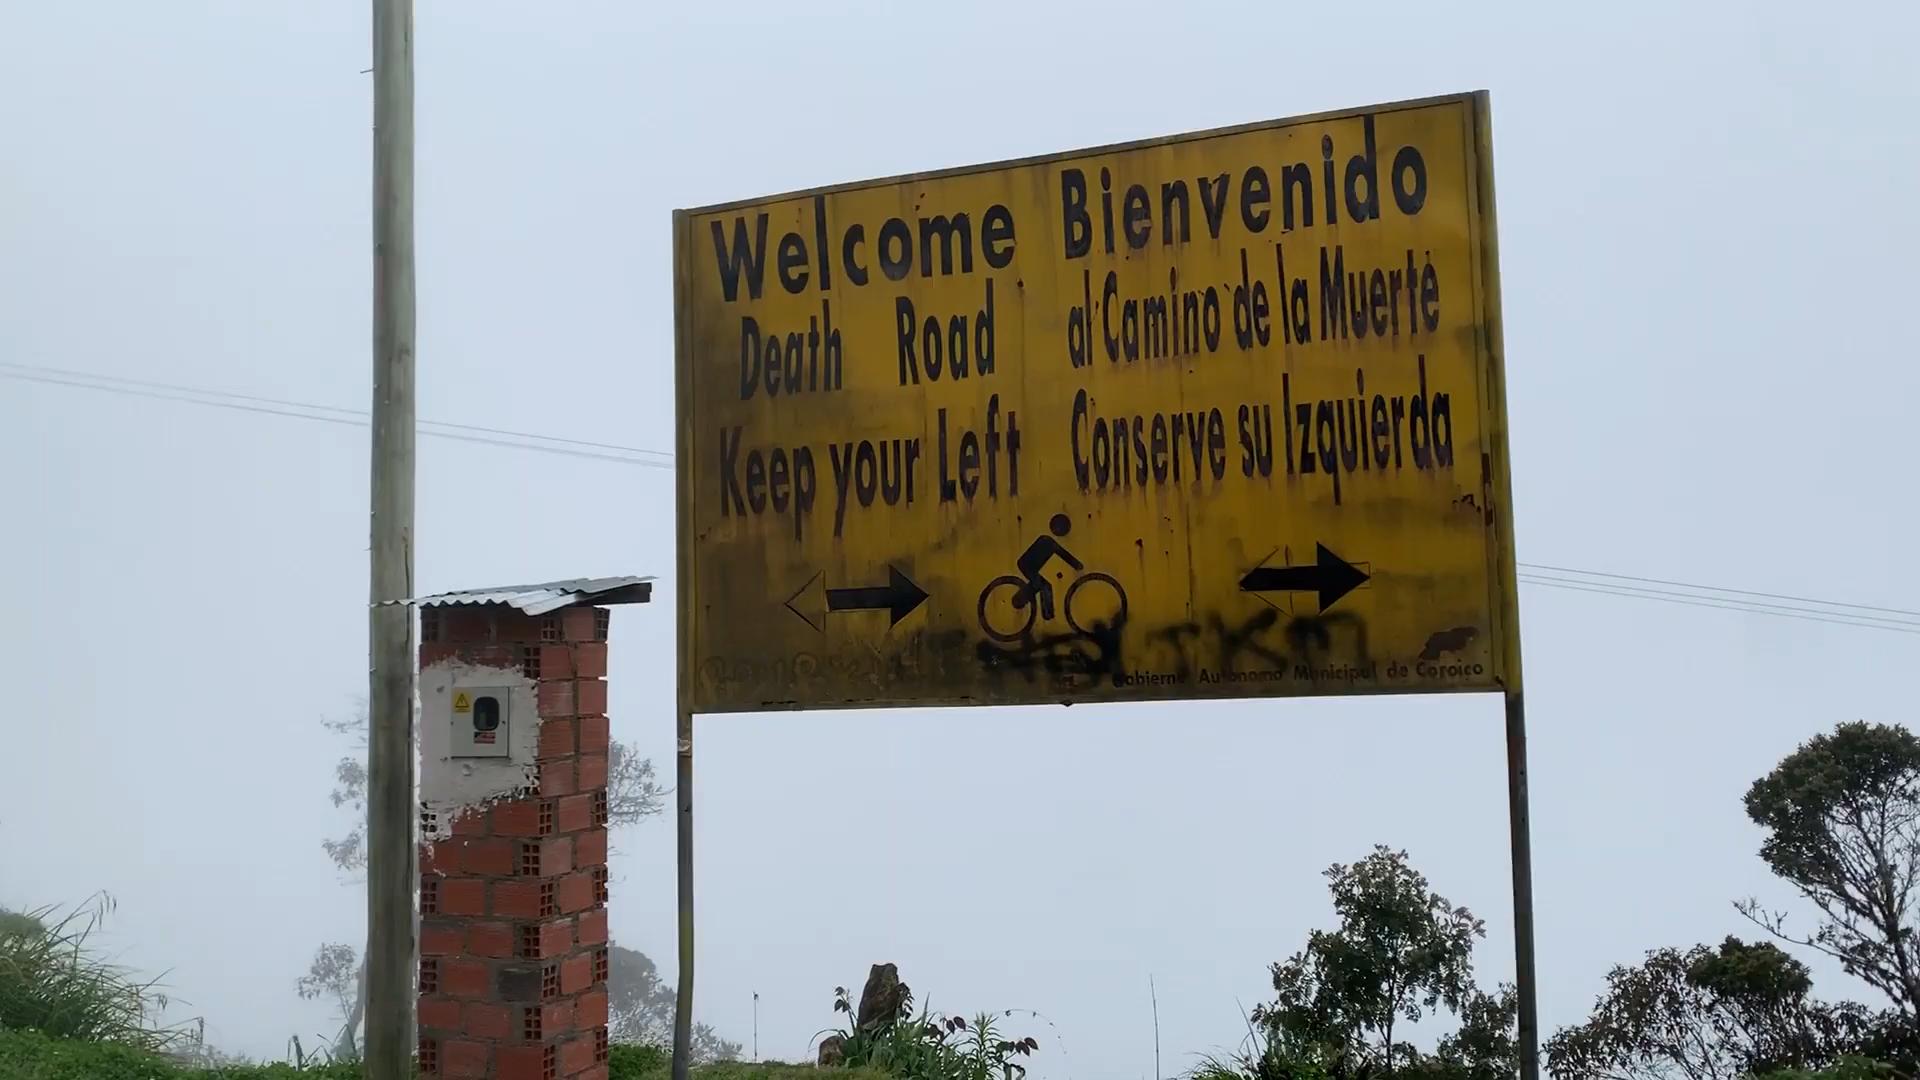 Welcome Bienvenido
Death Road al Camino de la Muerte
Keep your Left Conserve su Izquierda
Gobierno Autonomo Municipal de Coroico